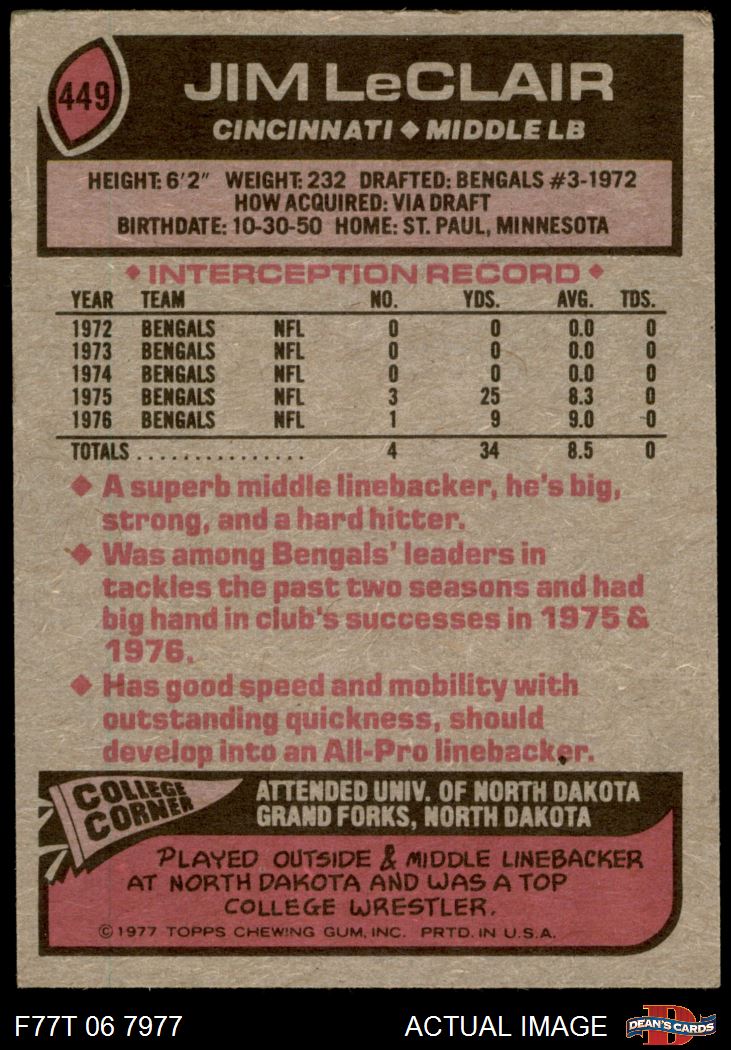 449
JIM LeCLAIR
CINCINNATI ◆ MIDDLE LB
HEIGHT: 6'2" WEIGHT: 232 DRAFTED: BENGALS #3-1972
HOW ACQUIRED: VIA DRAFT
BIRTHDATE: 10-30-50 HOME: ST. PAUL, MINNESOTA
◆ INTERCEPTION RECORD ◆
YEAR TEAM NO. YDS. AVG. TDS.
1972 BENGALS NFL 0 0 0.0 0
1973 BENGALS NFL 0 0 0.0 0
1974 BENGALS NFL 0 0 0.0 0
1975 BENGALS NFL 3 25 8.3 0
1976 BENGALS NFL 1 9 9.0 0
TOTALS ............... 4 34 8.5 0
◆ A superb middle linebacker, he's big,
strong, and a hard hitter.
◆ Was among Bengals' leaders in
tackles the past two seasons and had
big hand in club's successes in 1975 &
1976.
◆ Has good speed and mobility with
outstanding quickness, should
develop into an All-Pro linebacker.
COLLEGE
CORNER
ATTENDED UNIV. OF NORTH DAKOTA
GRAND FORKS, NORTH DAKOTA
PLAYED OUTSIDE & MIDDLE LINEBACKER
AT NORTH DAKOTA AND WAS A TOP
COLLEGE WRESTLER.
©1977 TOPPS CHEWING GUM, INC. PRTD. IN U.S.A.
F77T 06 7977
ACTUAL IMAGE
D
DEAN'S CARDS